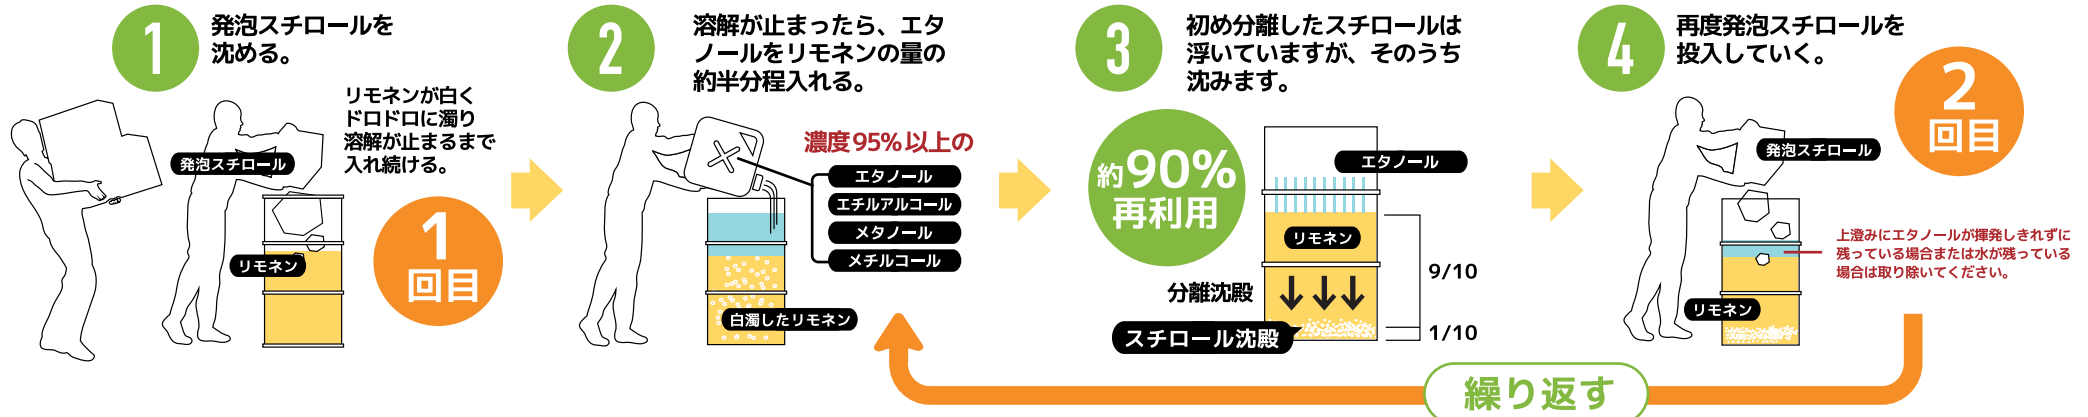 1
発泡スチロールを
沈める。
リモネンが白く
ドロドロに濁り
溶解が止まるまで
入れ続ける。
発泡スチロール
リモネン
1
回目
2
溶解が止まったら、エタ
ノールをリモネンの量の
約半分程入れる。
濃度95%以上の
エタノール
エチルアルコール
メタノール
メチルコール
白濁したリモネン
3
初め分離したスチロールは
浮いていますが、そのうち
沈みます。
約90%
再利用
エタノール
リモネン
分離沈殿
9/10
スチロール沈殿
1/10
4
再度発泡スチロールを
投入していく。
2
回目
発泡スチロール
上澄みにエタノールが揮発しきれずに
残っている場合または水が残っている
場合は取り除いてください。
リモネン
繰り返す